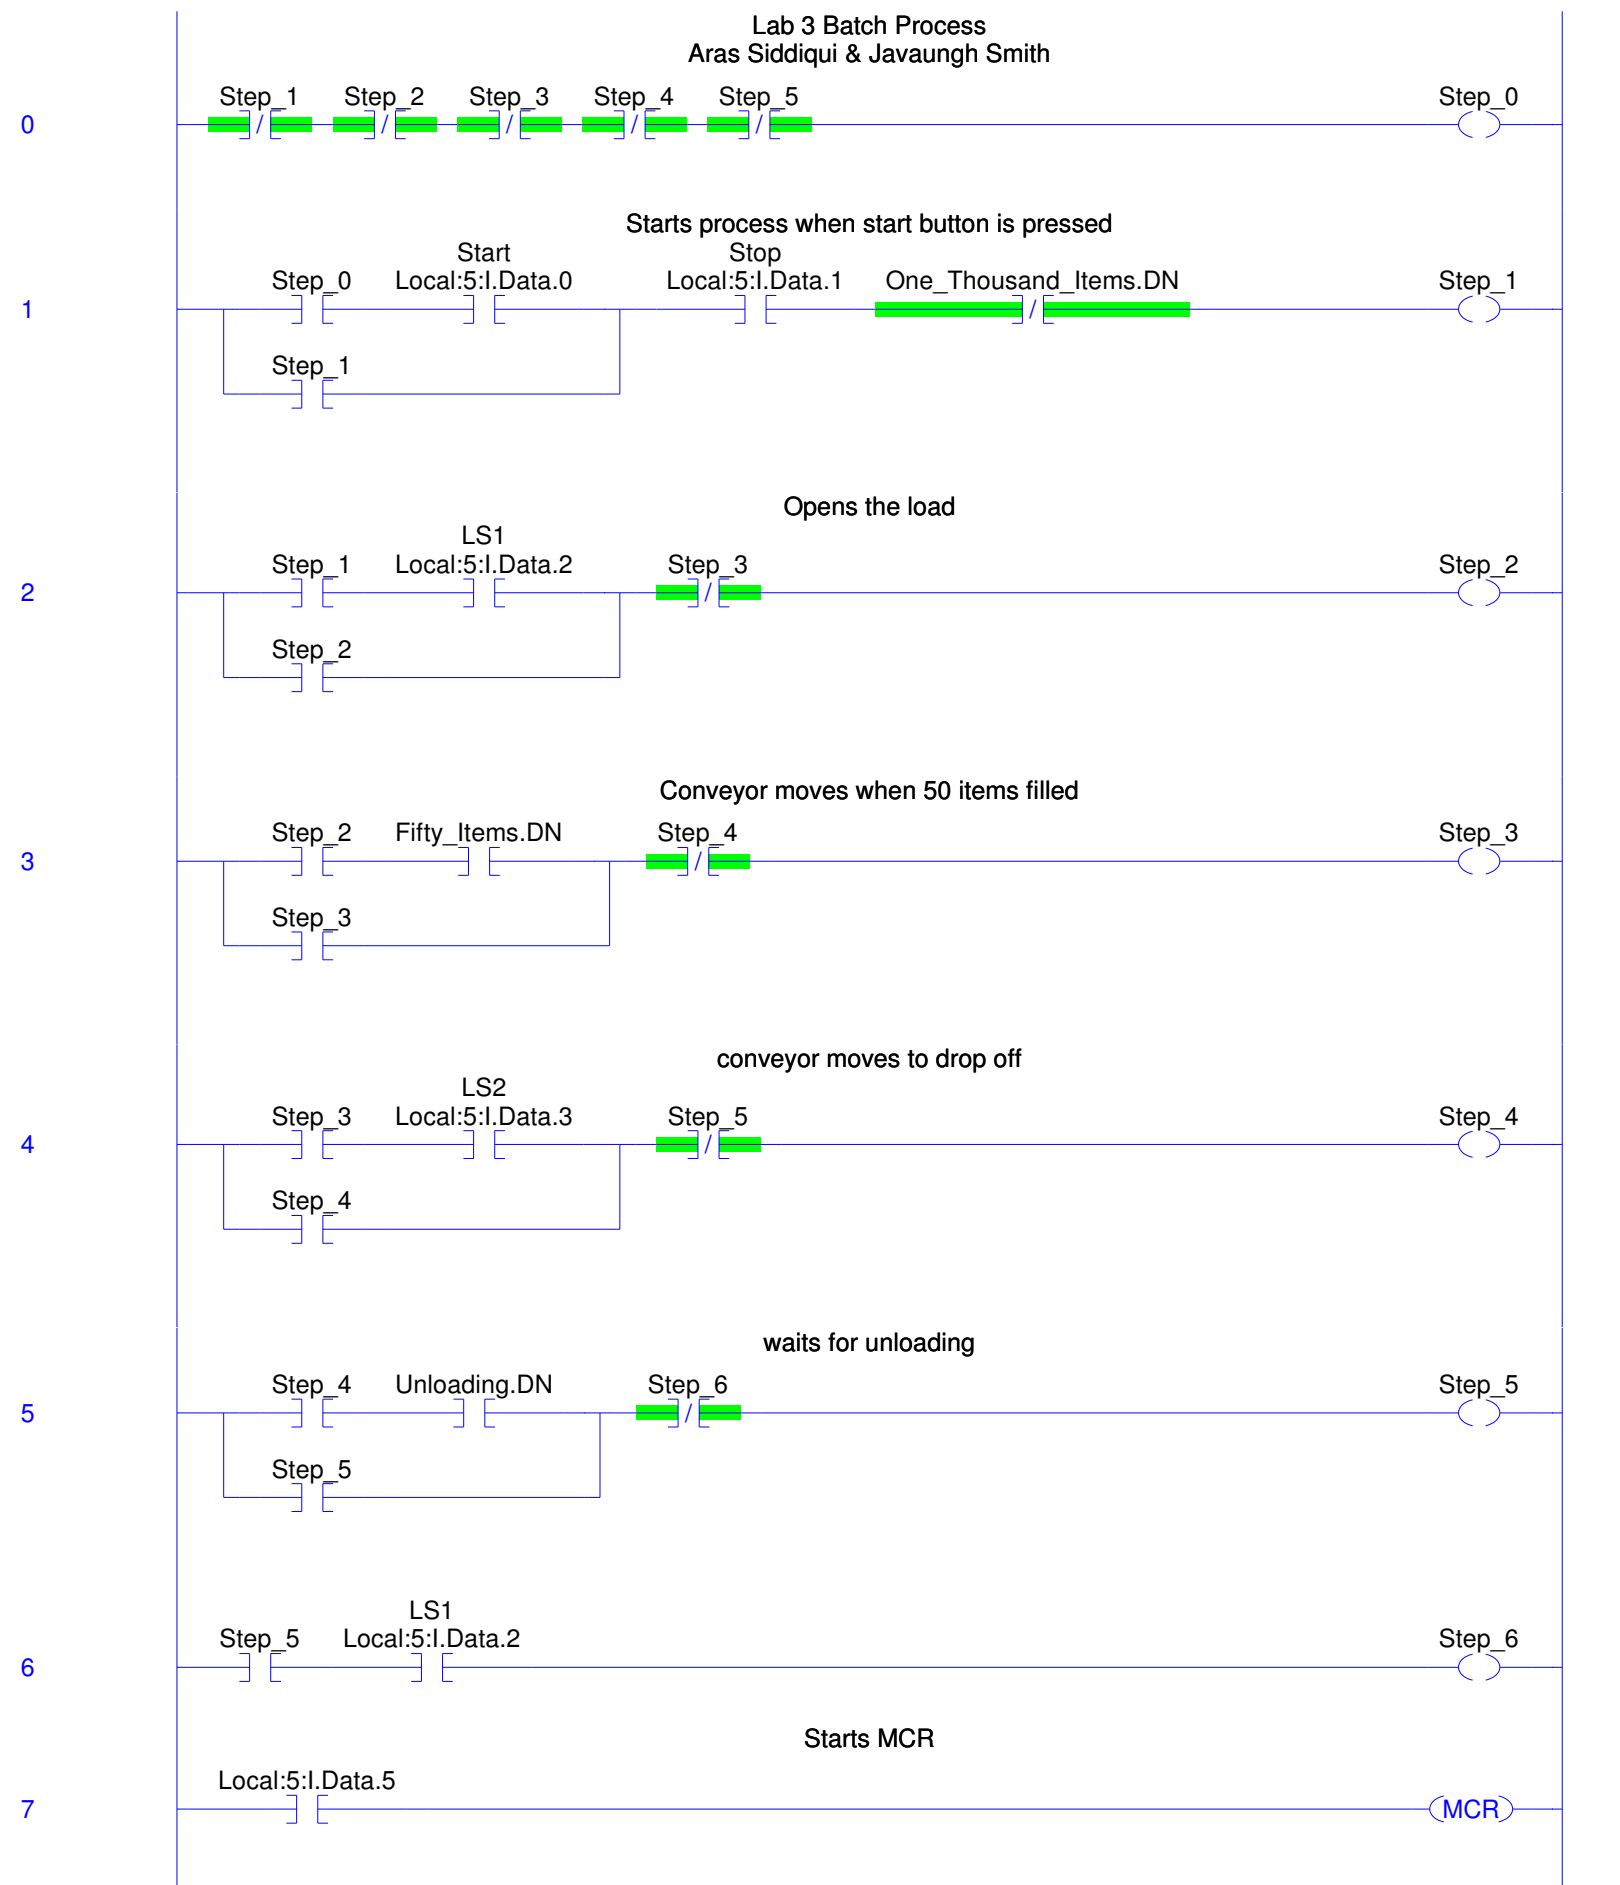 Lab 3 Batch Process
Aras Siddiqui & Javaungh Smith
Step_1 Step_2 Step_3 Step_4 Step_5 Step_0
0
Starts process when start button is pressed
Start Stop
Step_0 Local:5:I.Data.0 Local:5:I.Data.1 One_Thousand_Items.DN Step_1
1
Step_1
Opens the load
LS1
Step_1 Local:5:I.Data.2 Step_3 Step_2
2
Step_2
Conveyor moves when 50 items filled
Step_2 Fifty_Items.DN Step_4 Step_3
3
Step_3
conveyor moves to drop off
LS2
Step_3 Local:5:I.Data.3 Step_5 Step_4
4
Step_4
waits for unloading
Step_4 Unloading.DN Step_6 Step_5
5
Step_5
LS1
Step_5 Local:5:I.Data.2 Step_6
6
Starts MCR
Local:5:I.Data.5
7 MCR